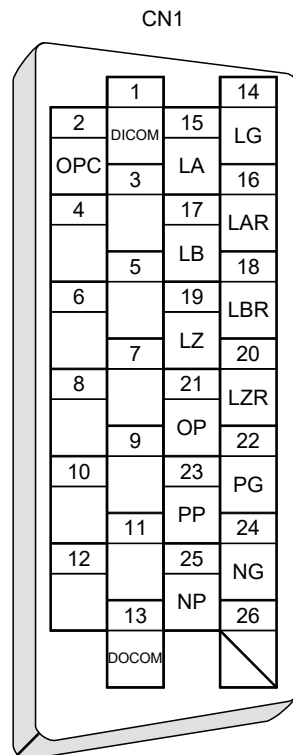 CN1
1 14
2 DICOM 15 LG
OPC 3 LA 16
4 17 LAR
5 LB 18
6 19 LBR
7 LZ 20
8 21 LZR
9 OP 22
10 23 PG
11 PP 24
12 25 NG
13 NP 26
DOCOM